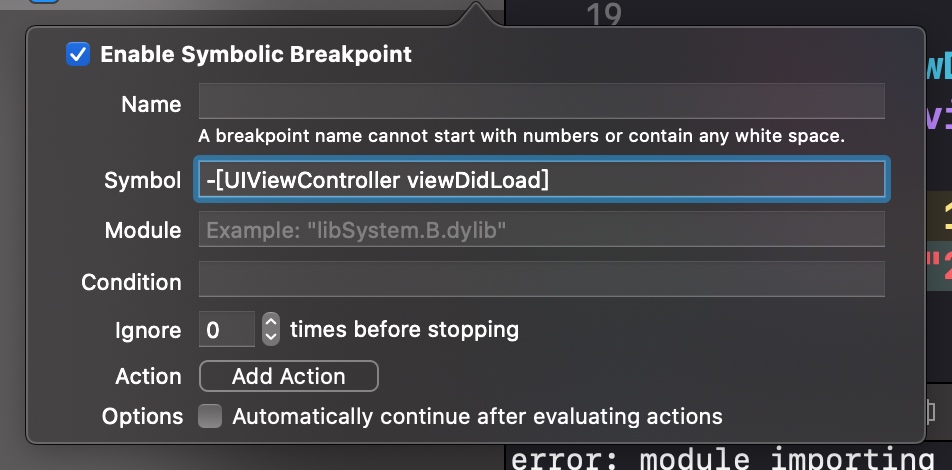 19
Enable Symbolic Breakpoint
Name
A breakpoint name cannot start with numbers or contain any white space.
Symbol -[UIViewController viewDidLoad]
Module Example: "libSystem.B.dylib"
Condition
Ignore 0 times before stopping
Action Add Action
Options Automatically continue after evaluating actions
error: module importing